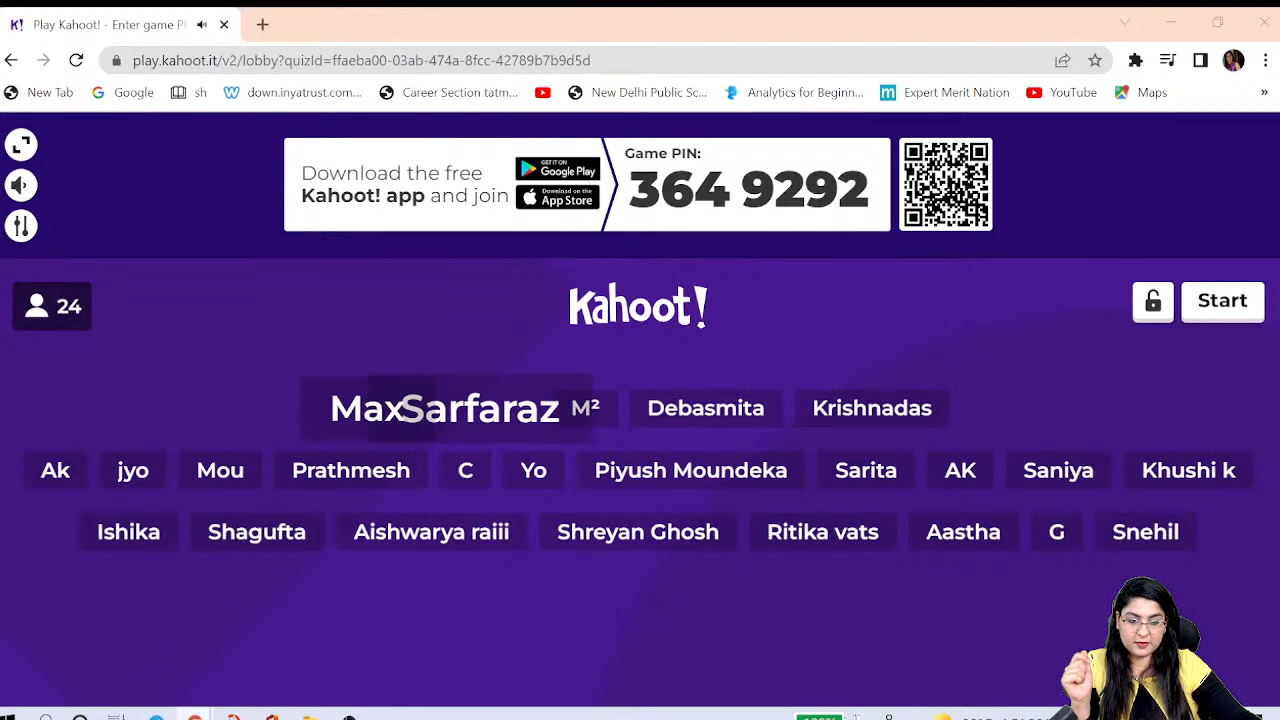 K! Play Kahoot! - Enter game P
play.kahoot.it/v2/lobby?quizId=ffaeba00-03ab-474a-9fcc-42789b7b9d5d
New Tab Google sh down.inyatrust.com... Career Section tatm... New Delhi Public Sc... Analytics for Beginn... Expert Merit Nation YouTube Maps »
Download the free
Kahoot! app and join
GET IT ON
Google Play
Download on the
App Store
Game PIN:
364 9292
24
Kahoot!
Start
Max Sarfaraz M² Debasmita Krishnadas
Ak jyo Mou Prathmesh C Yo Piyush Moundeka Sarita AK Saniya Khushi k
Ishika Shagufta Aishwarya raiii Shreyan Ghosh Ritika vats Aastha G Snehil